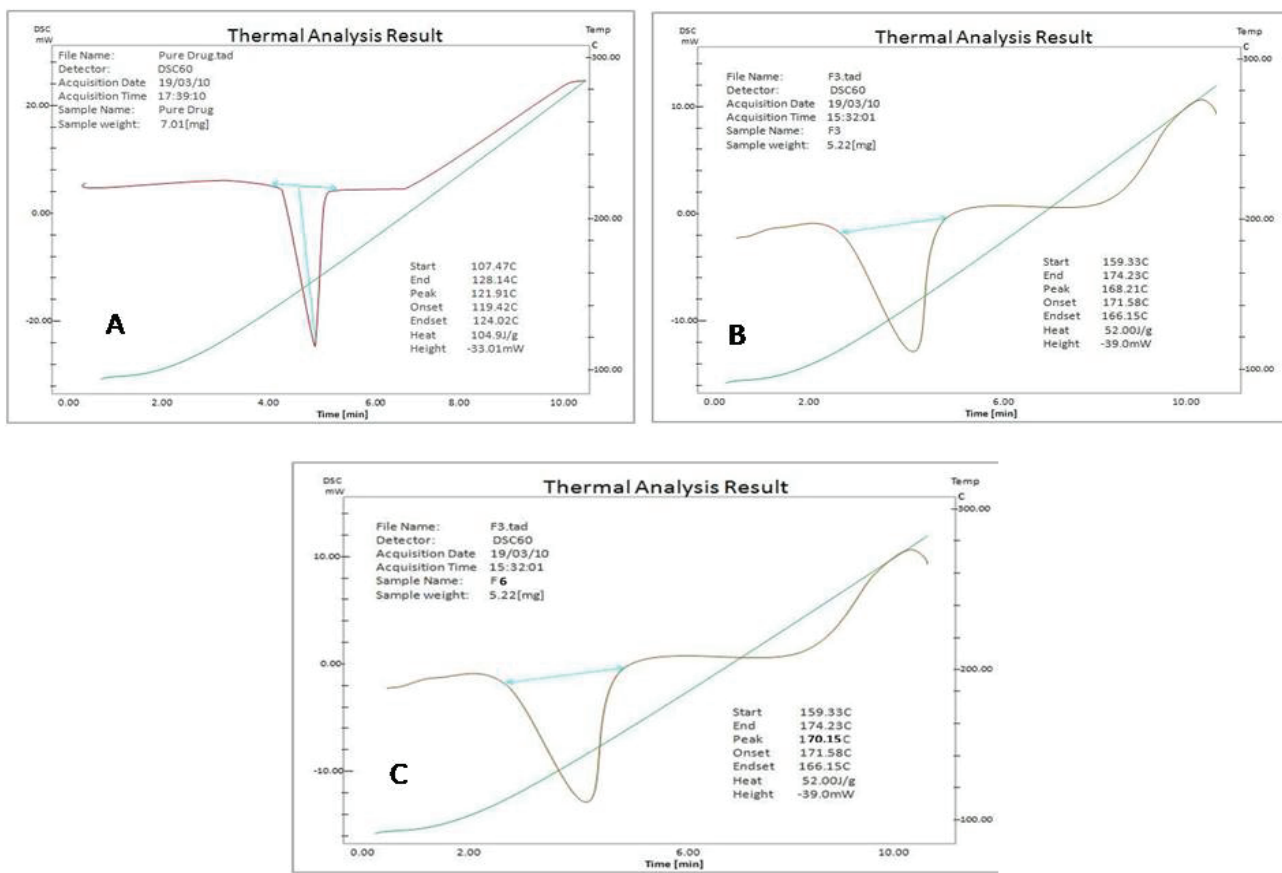 DSC
mW
Thermal Analysis Result
Temp
C
File Name: Pure Drug.tad
Detector: DSC60
Acquisition Date 19/03/10
Acquisition Time 17:39:10
Sample Name: Pure Drug
Sample weight: 7.01[mg]
300.00
20.00
0.00
200.00
-20.00
100.00
Start 107.47C
End 128.14C
Peak 121.91C
Onset 119.42C
Endset 124.02C
Heat 104.9J/g
Height -33.01mW
A
0.00 2.00 4.00 6.00 8.00 10.00
Time [min]
DSC
mW
Thermal Analysis Result
Temp
C
File Name: F3.tad
Detector: DSC60
Acquisition Date 19/03/10
Acquisition Time 15:32:01
Sample Name: F3
Sample weight: 5.22[mg]
300.00
10.00
0.00
200.00
-10.00
100.00
Start 159.33C
End 174.23C
Peak 168.21C
Onset 171.58C
Endset 166.15C
Heat 52.00J/g
Height -39.0mW
B
0.00 2.00 6.00 10.00
Time [min]
DSC
mW
Thermal Analysis Result
Temp
C
File Name: F3.tad
Detector: DSC60
Acquisition Date 19/03/10
Acquisition Time 15:32:01
Sample Name: F6
Sample weight: 5.22[mg]
300.00
10.00
0.00
200.00
-10.00
100.00
Start 159.33C
End 174.23C
Peak 170.15C
Onset 171.58C
Endset 166.15C
Heat 52.00J/g
Height -39.0mW
C
0.00 2.00 6.00 10.00
Time [min]